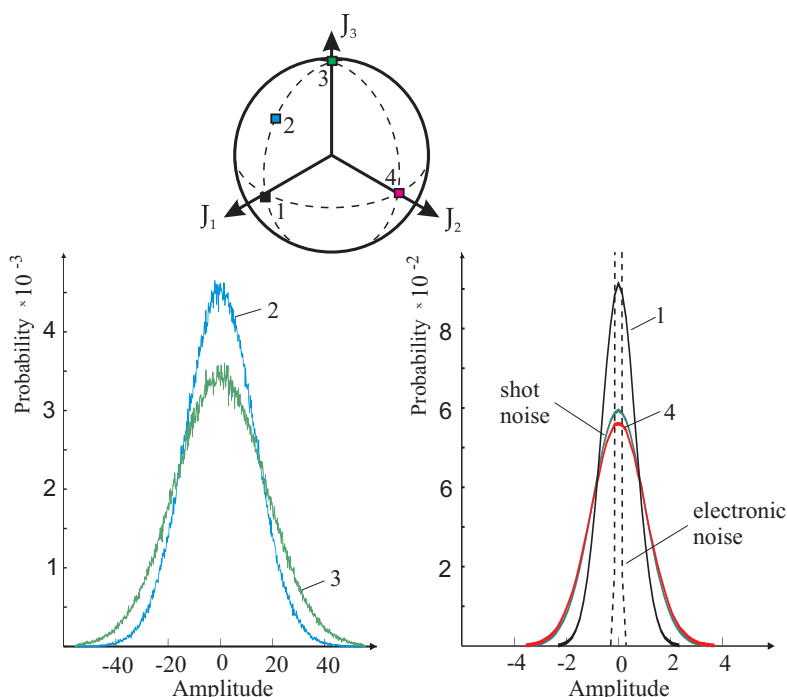 J₃
3
2
4
1
J₁
J₂
Probability × 10⁻³
4
3
2
1
2
3
-40
-20
0
20
40
Amplitude
Probability × 10⁻²
8
6
6
2
1
shot
noise
4
electronic
noise
-4
-2
0
2
4
Amplitude